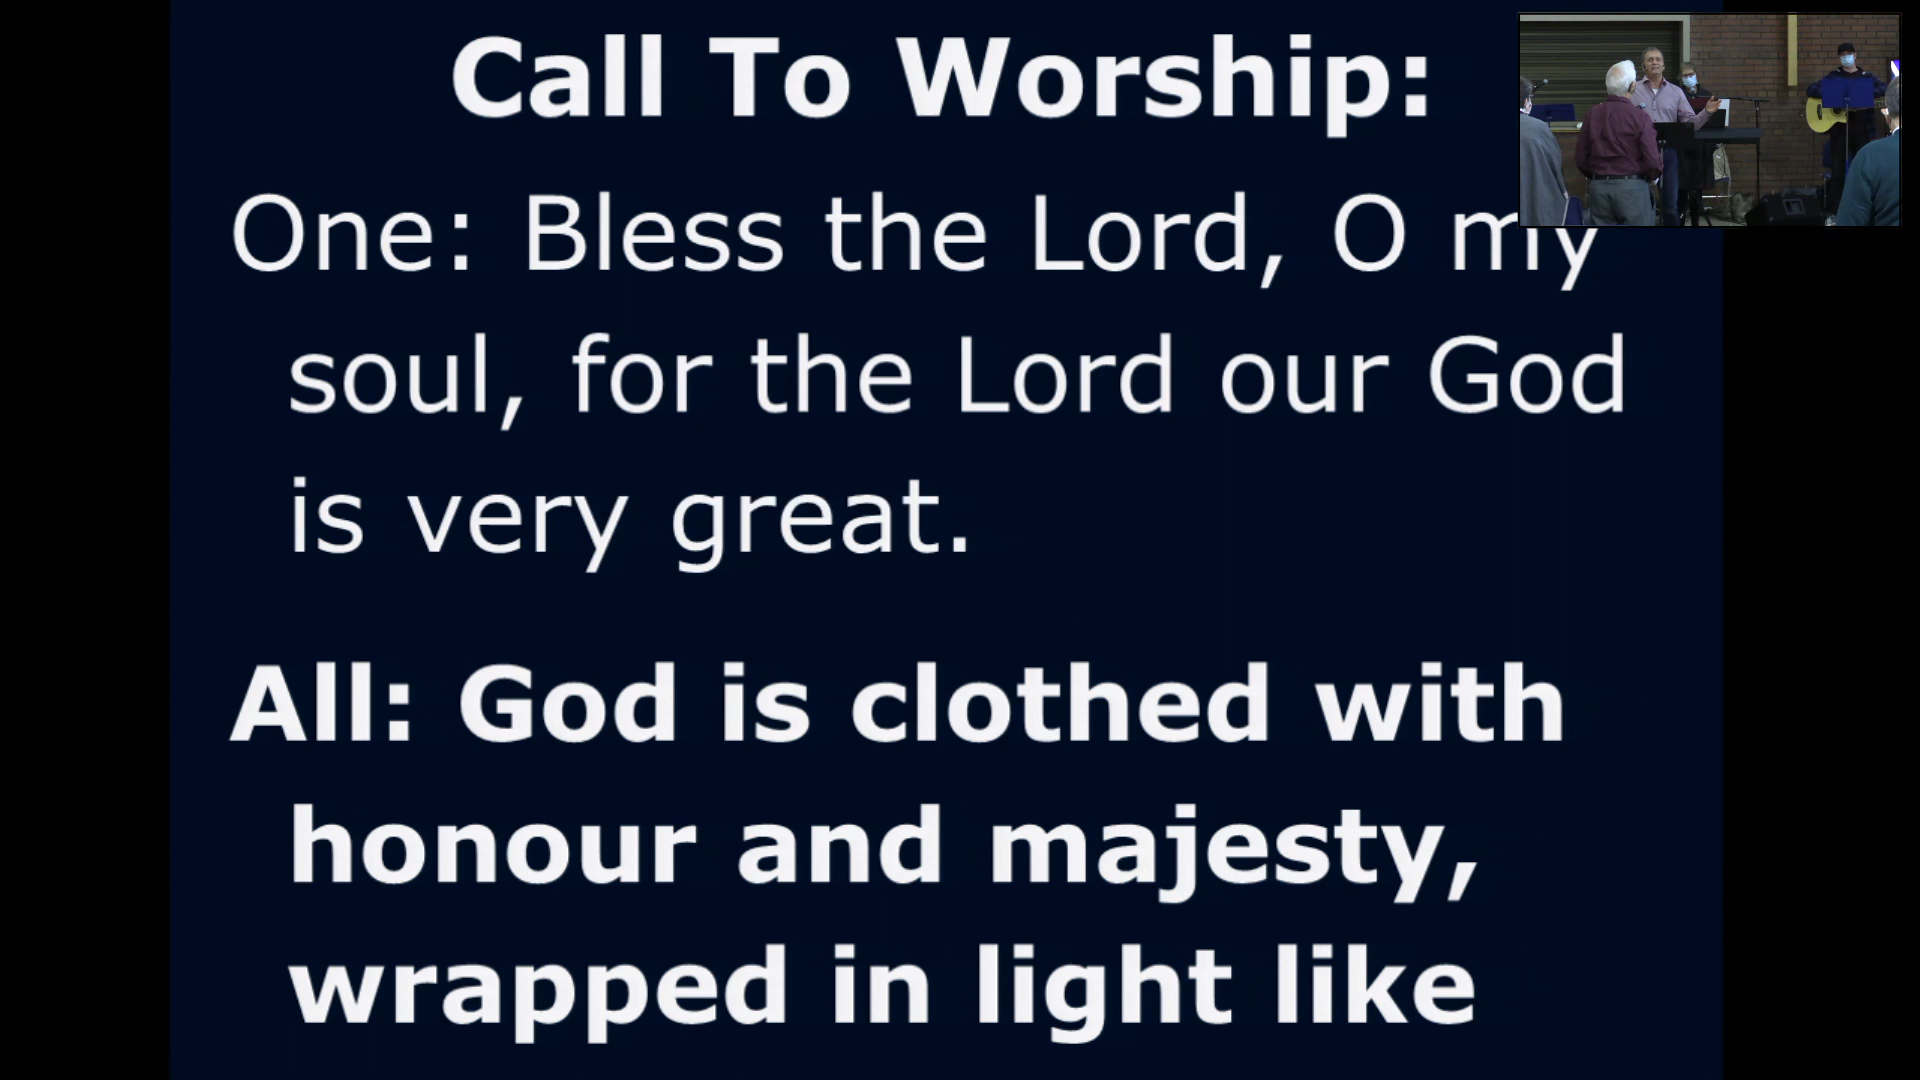 Call To Worship:
One: Bless the Lord, O my
soul, for the Lord our God
is very great.
All: God is clothed with
honour and majesty,
wrapped in light like